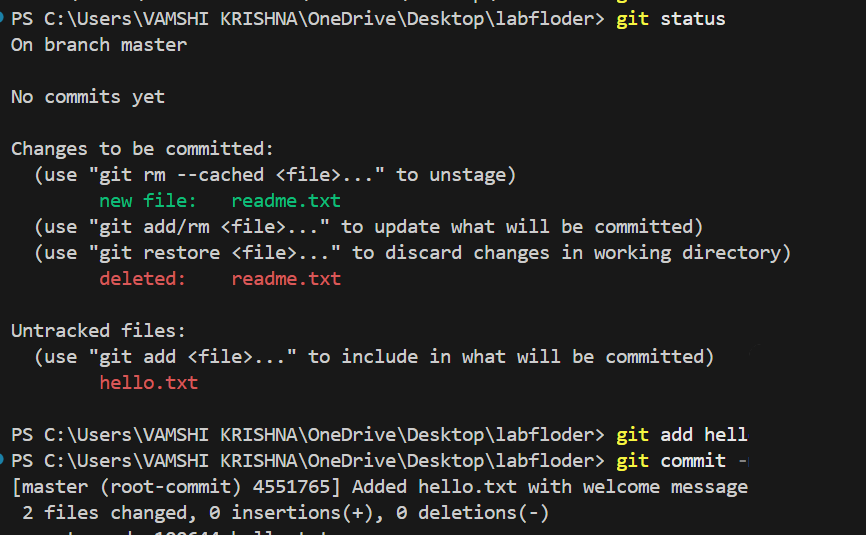 PS C:\Users\VAMSHI KRISHNA\OneDrive\Desktop\labfloder> git status
On branch master
No commits yet
Changes to be committed:
(use "git rm --cached <file>..." to unstage)
new file: readme.txt
(use "git add/rm <file>..." to update what will be committed)
(use "git restore <file>..." to discard changes in working directory)
deleted: readme.txt
Untracked files:
(use "git add <file>..." to include in what will be committed)
hello.txt
PS C:\Users\VAMSHI KRISHNA\OneDrive\Desktop\labfloder> git add hell
PS C:\Users\VAMSHI KRISHNA\OneDrive\Desktop\labfloder> git commit -
[master (root-commit) 4551765] Added hello.txt with welcome message
2 files changed, 0 insertions(+), 0 deletions(-)